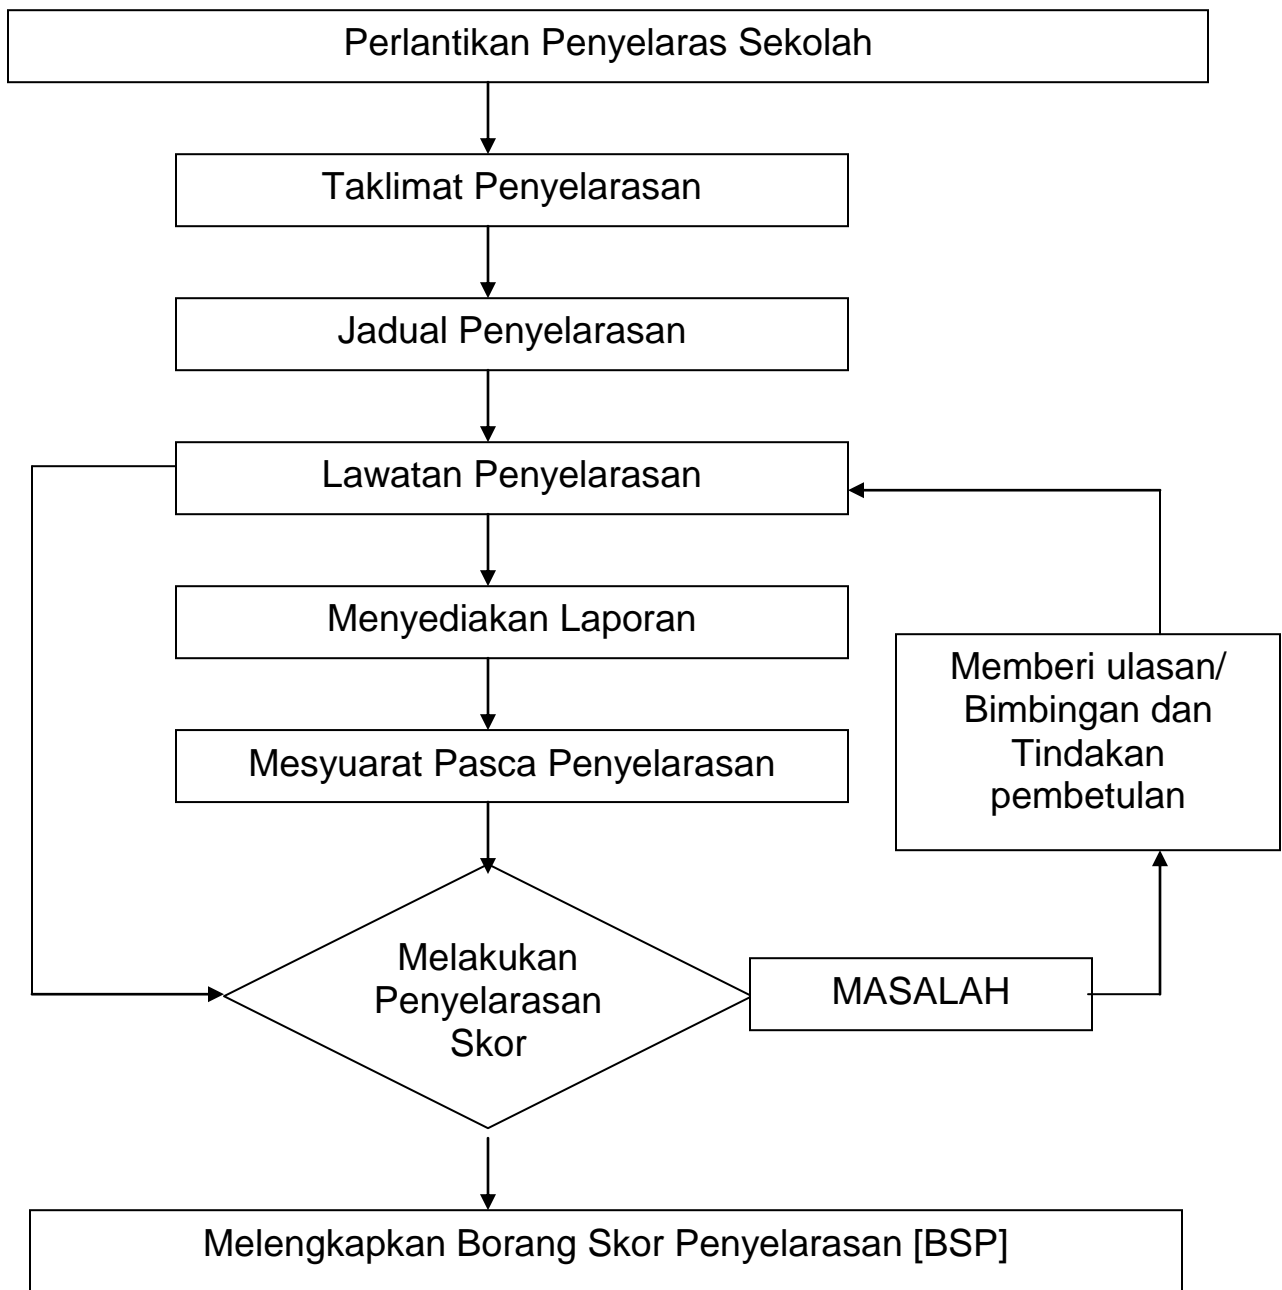 Perlantikan Penyelaras Sekolah
Taklimat Penyelarasan
Jadual Penyelarasan
Lawatan Penyelarasan
Menyediakan Laporan
Mesyuarat Pasca Penyelarasan
Memberi ulasan/
Bimbingan dan
Tindakan
pembetulan
Melakukan
Penyelarasan
Skor
MASALAH
Melengkapkan Borang Skor Penyelarasan [BSP]